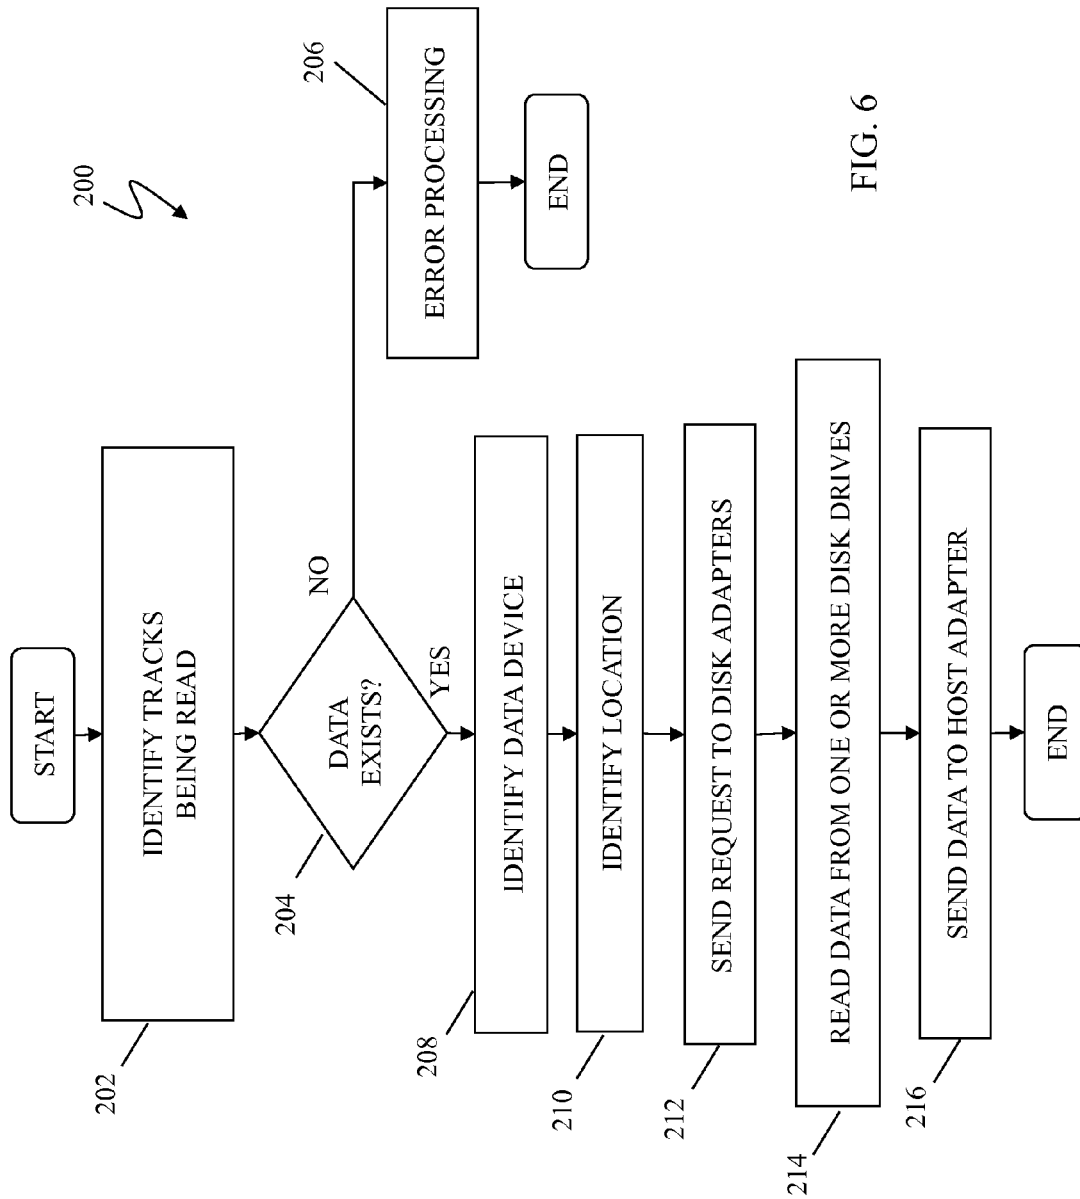 200
START
IDENTIFY TRACKS
BEING READ
202
DATA
EXISTS?
204
NO
YES
206
ERROR PROCESSING
END
IDENTIFY DATA DEVICE
208
IDENTIFY LOCATION
210
SEND REQUEST TO DISK ADAPTERS
212
READ DATA FROM ONE OR MORE DISK DRIVES
214
SEND DATA TO HOST ADAPTER
216
END
FIG. 6